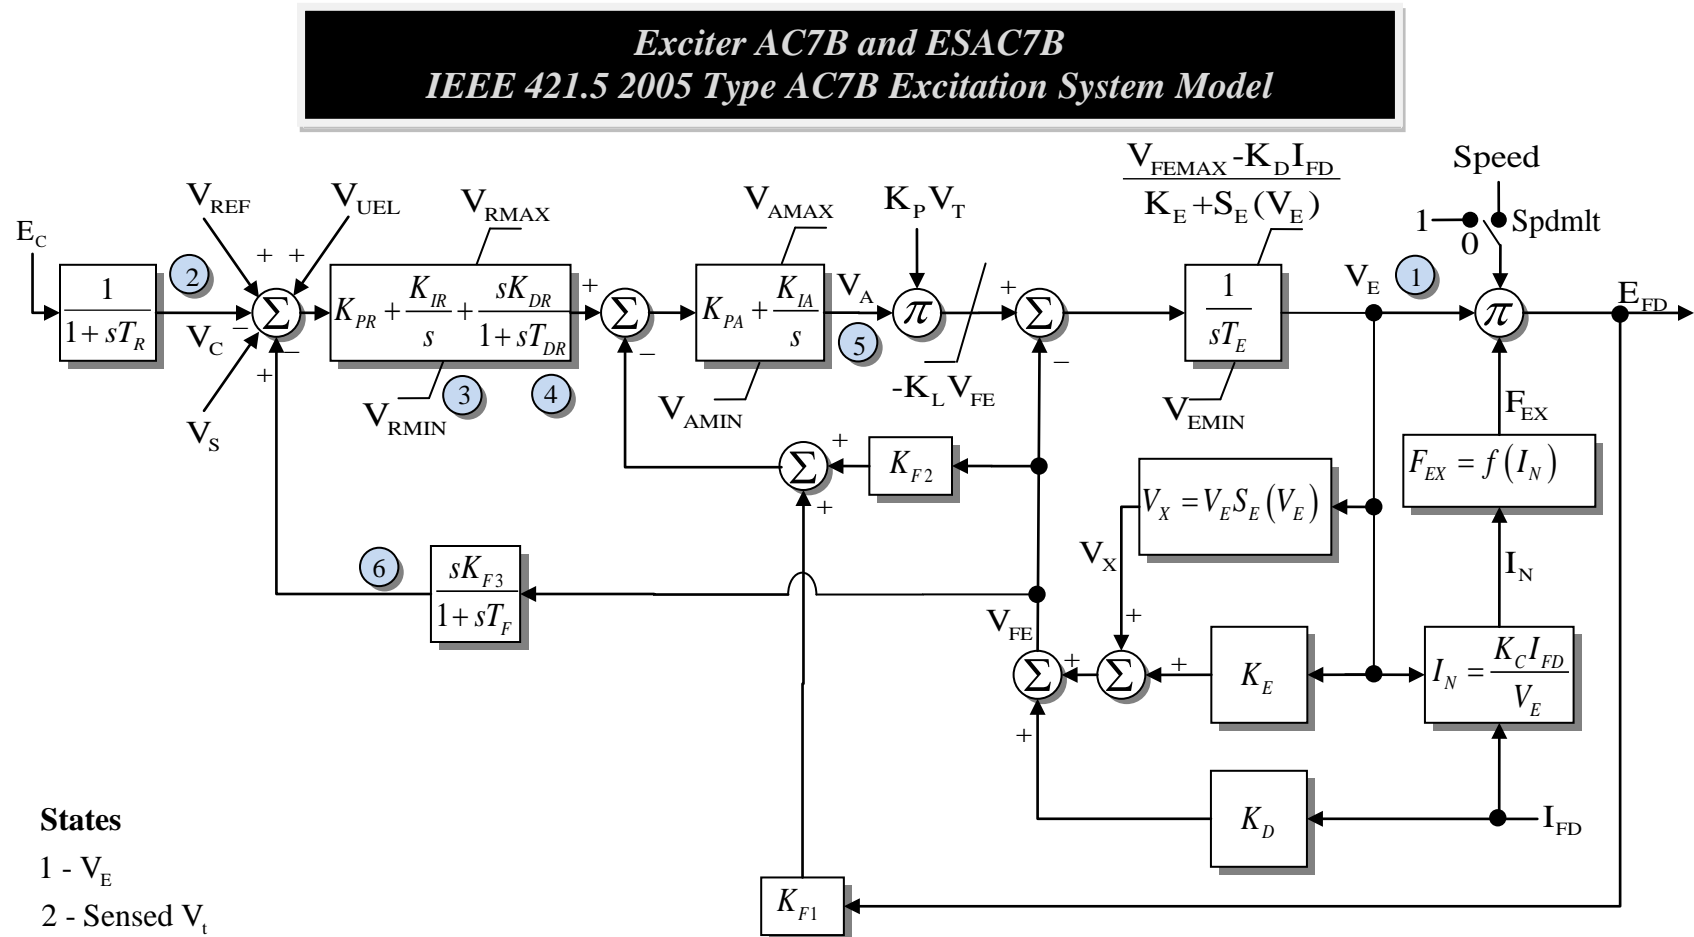 Exciter AC7B and ESAC7B
IEEE 421.5 2005 Type AC7B Excitation System Model
V_FEMAX -K_D I_FD
K_E +S_E (V_E)
Speed
1
0
Spdmlt
E_C
V_REF
V_UEL
V_RMAX
V_AMAX
K_P V_T
1
1 + sT_R
2
V_C
+
+
−
−
+
Σ
V_S
K_PR + K_IR/s + sK_DR/(1 + sT_DR)
V_RMIN
3
4
+
−
Σ
K_PA + K_IA/s
V_AMIN
V_A
5
π
-K_L V_FE
+
−
Σ
1
sT_E
V_EMIN
V_E
1
π
E_FD
F_EX
F_EX = f(I_N)
I_N
Σ
+
+
K_F2
V_X = V_E S_E(V_E)
V_X
6
sK_F3
1 + sT_F
V_FE
Σ
+
+
Σ
+
+
K_E
I_N = K_C I_FD/V_E
K_D
I_FD
K_F1
States
1 - V_E
2 - Sensed V_t